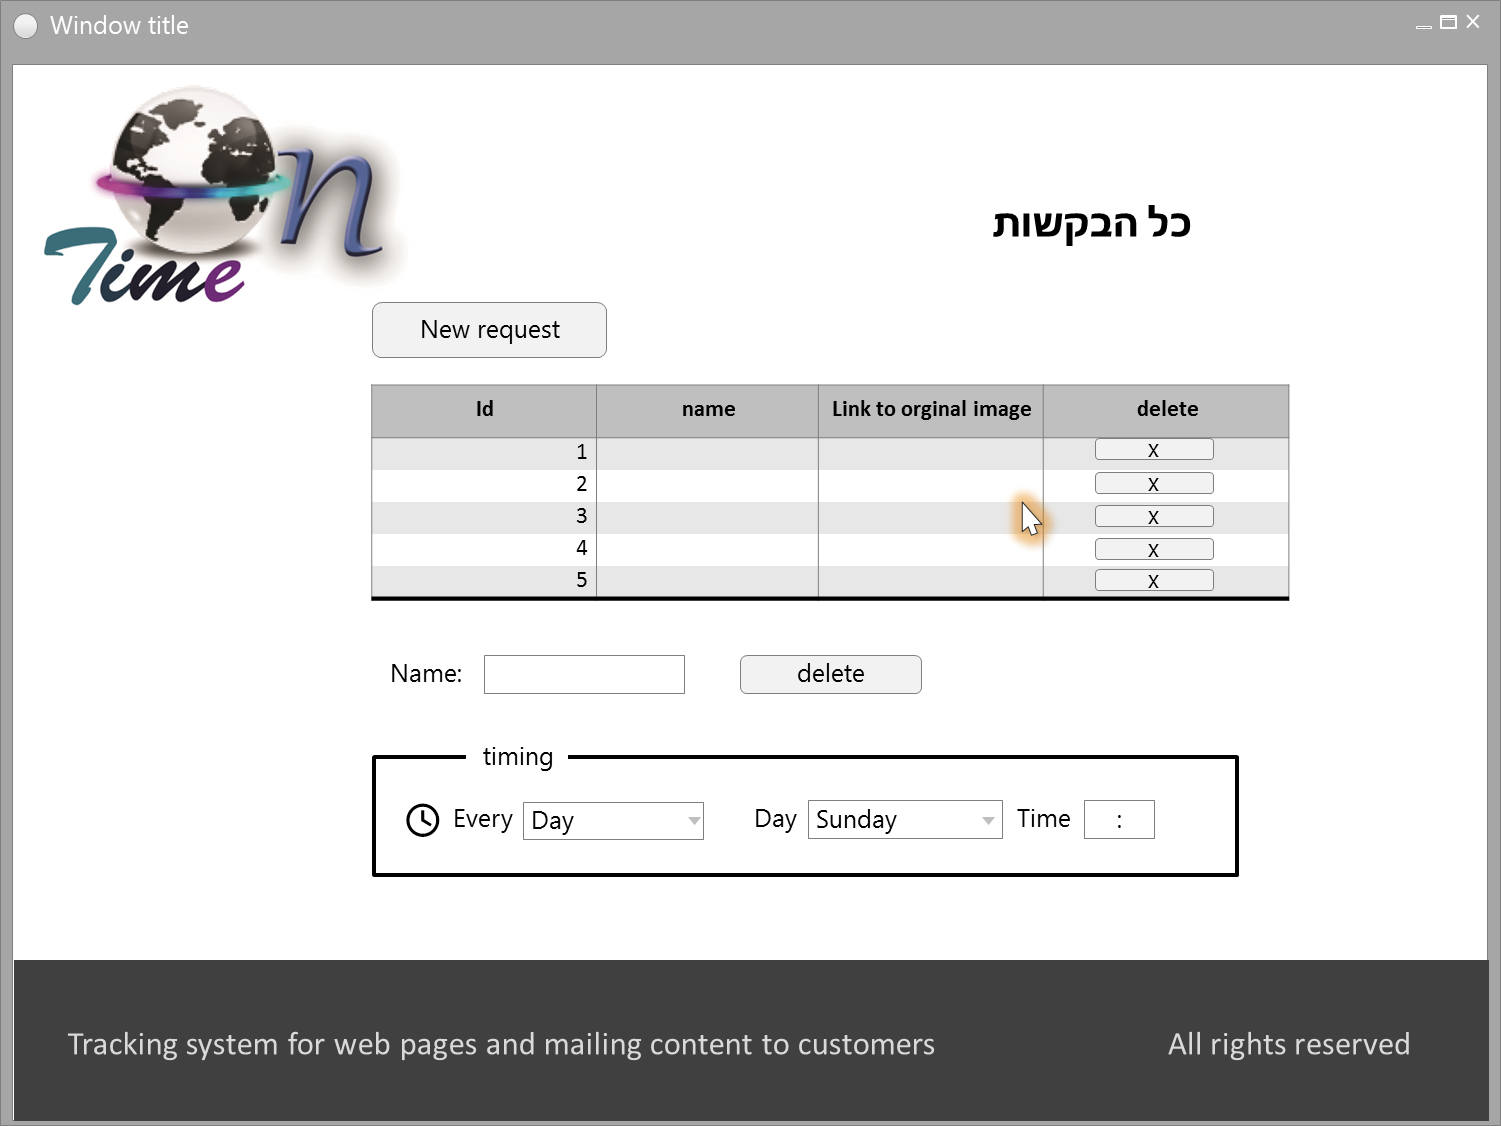 Window title
On
Time
כל הבקשות
New request
Id name Link to orginal image delete
1 X
2 X
3 X
4 X
5 X
Name: delete
timing
Every Day Day Sunday Time :
Tracking system for web pages and mailing content to customers All rights reserved